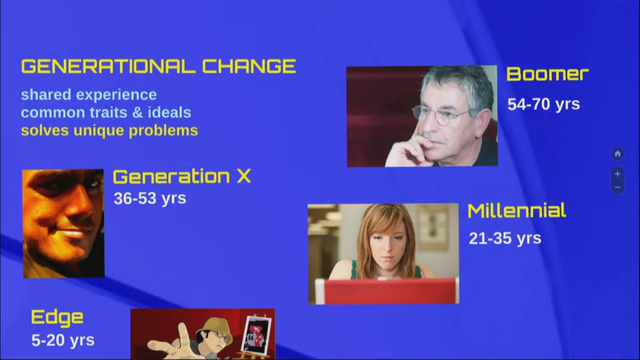 GENERATIONAL CHANGE
shared experience
common traits & ideals
solves unique problems
Boomer
54-70 yrs
Generation X
36-53 yrs
Millennial
21-35 yrs
Edge
5-20 yrs